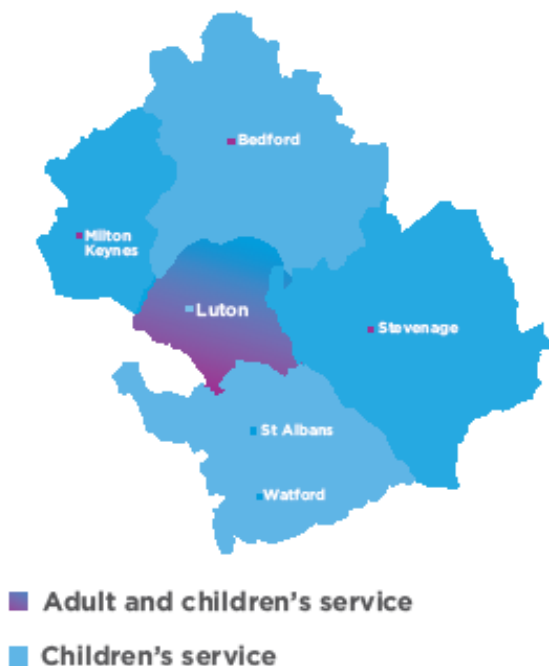 Bedford
Milton
Keynes
Luton
Stevenage
St Albans
Watford
Adult and children's service
Children's service